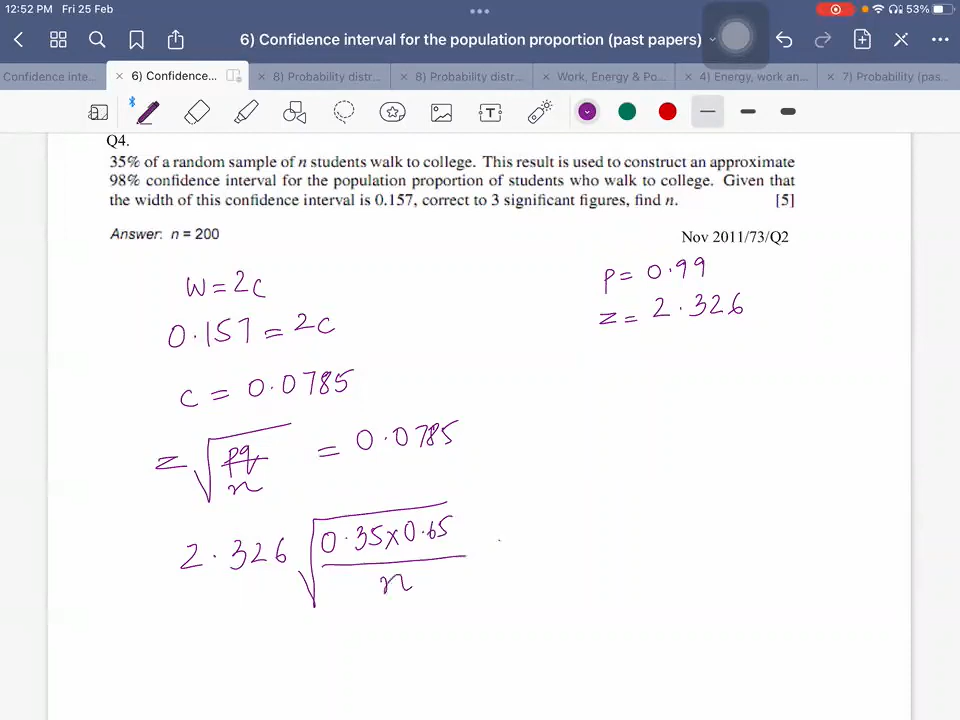 12:52 PM Fri 25 Feb
53%
6) Confidence interval for the population proportion (past papers)
Confidence inte...
6) Confidence...
8) Probability distr...
8) Probability distr...
Work, Energy & Po...
4) Energy, work an...
7) Probability (pas...
Q4.
35% of a random sample of n students walk to college. This result is used to construct an approximate
98% confidence interval for the population proportion of students who walk to college. Given that
the width of this confidence interval is 0.157, correct to 3 significant figures, find n. [5]
Answer: n = 200
Nov 2011/73/Q2
W = 2c
0.157 = 2c
c = 0.0785
z √(pq/n) = 0.0785
2.326 √(0.35×0.65/n)
p = 0.99
z = 2.326